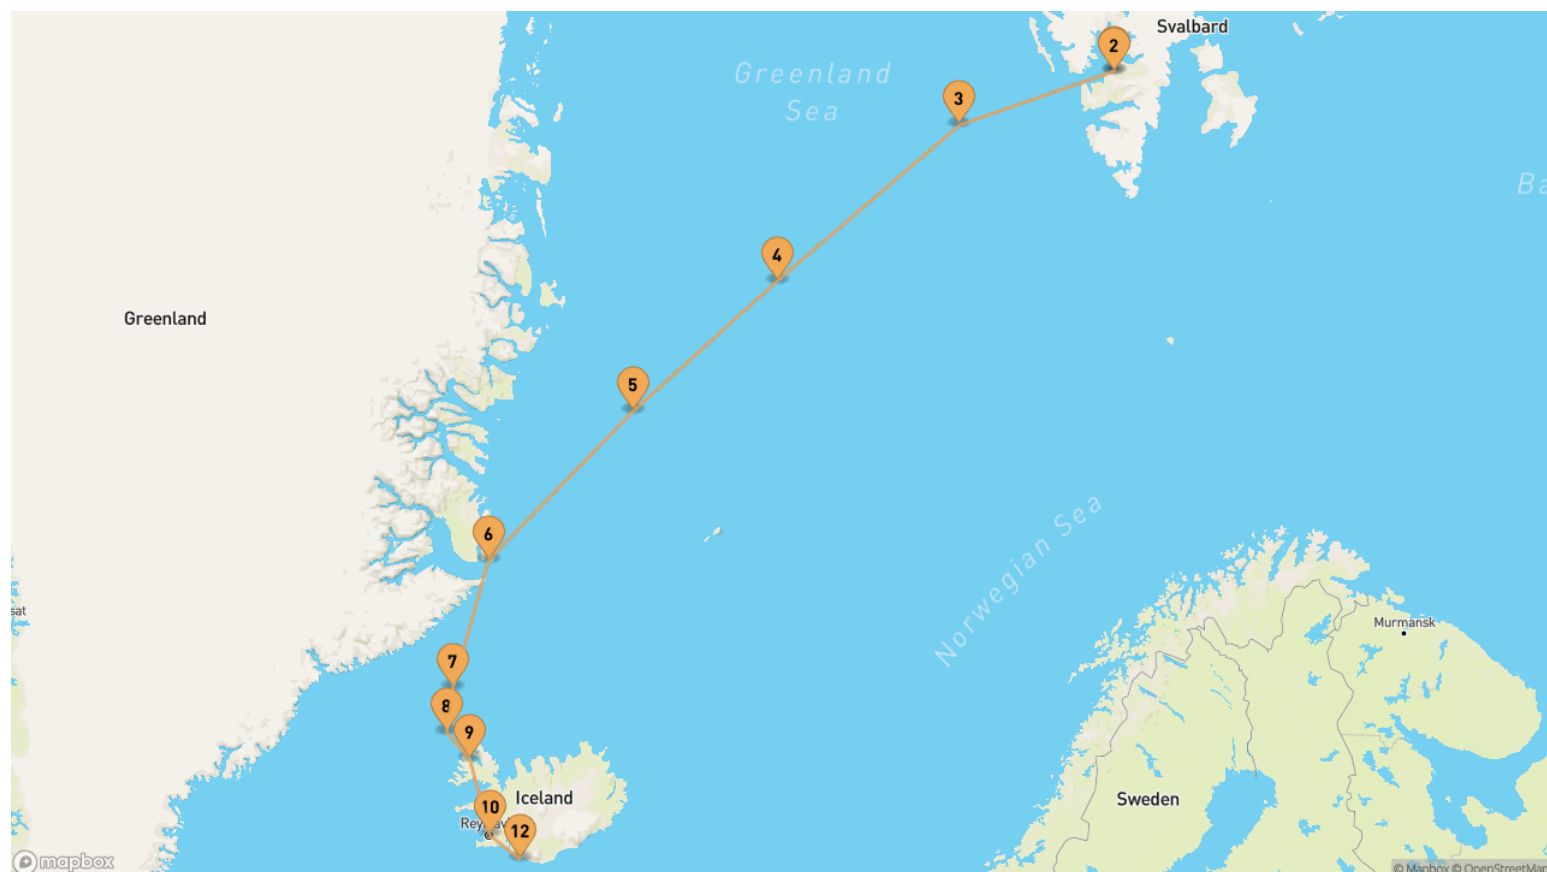 Svalbard
2
Greenland
Sea
3
4
Greenland
5
6
Norwegian Sea
Murmansk
7
8
9
Iceland
Sweden
10
12
mapbox
© Mapbox © OpenStreetMap